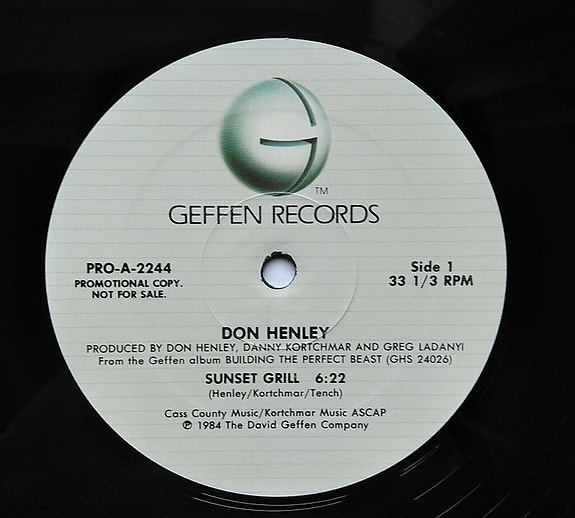 TM
GEFFEN RECORDS
PRO-A-2244
PROMOTIONAL COPY.
NOT FOR SALE.
Side 1
33 1/3 RPM
DON HENLEY
PRODUCED BY DON HENLEY, DANNY KORTCHMAR AND GREG LADANYI
From the Geffen album BUILDING THE PERFECT BEAST (GHS 24026)
SUNSET GRILL 6:22
(Henley/Kortchmar/Tench)
Cass County Music/Kortchmar Music ASCAP
℗ 1984 The David Geffen Company